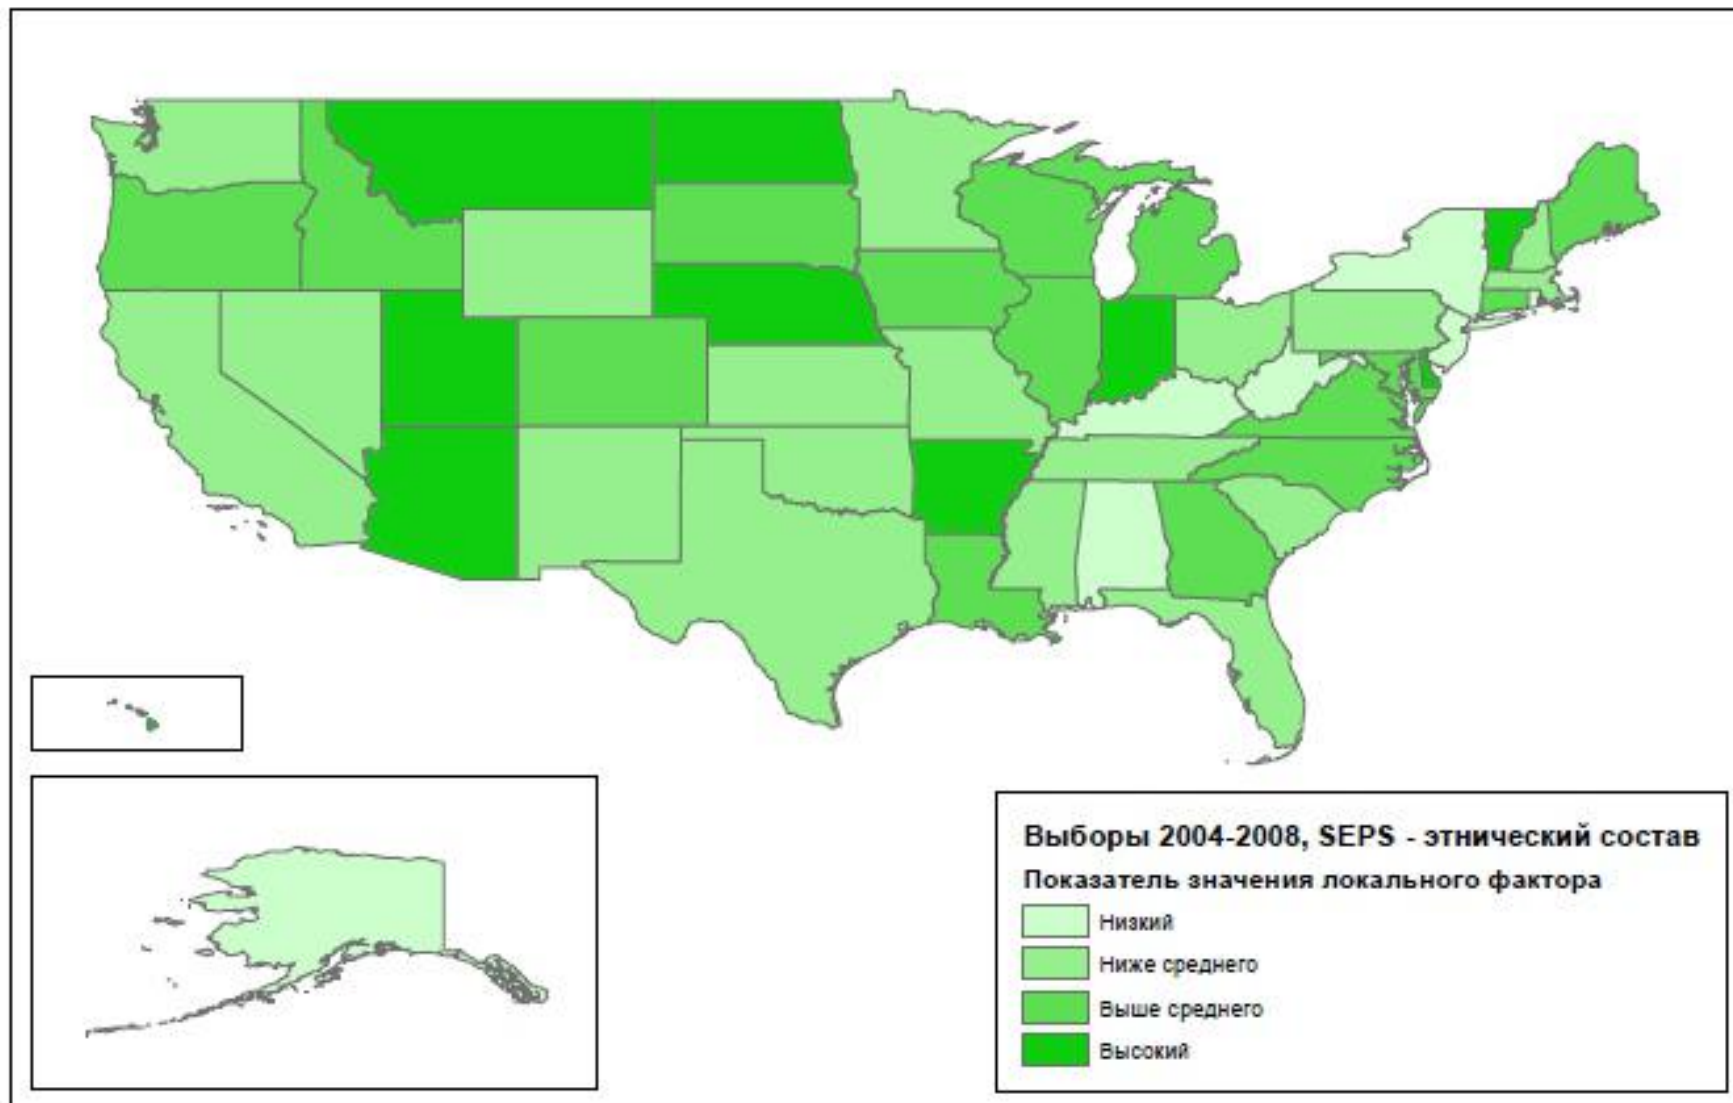 Выборы 2004-2008, SEPS - этнический состав
Показатель значения локального фактора
Низкий
Ниже среднего
Выше среднего
Высокий